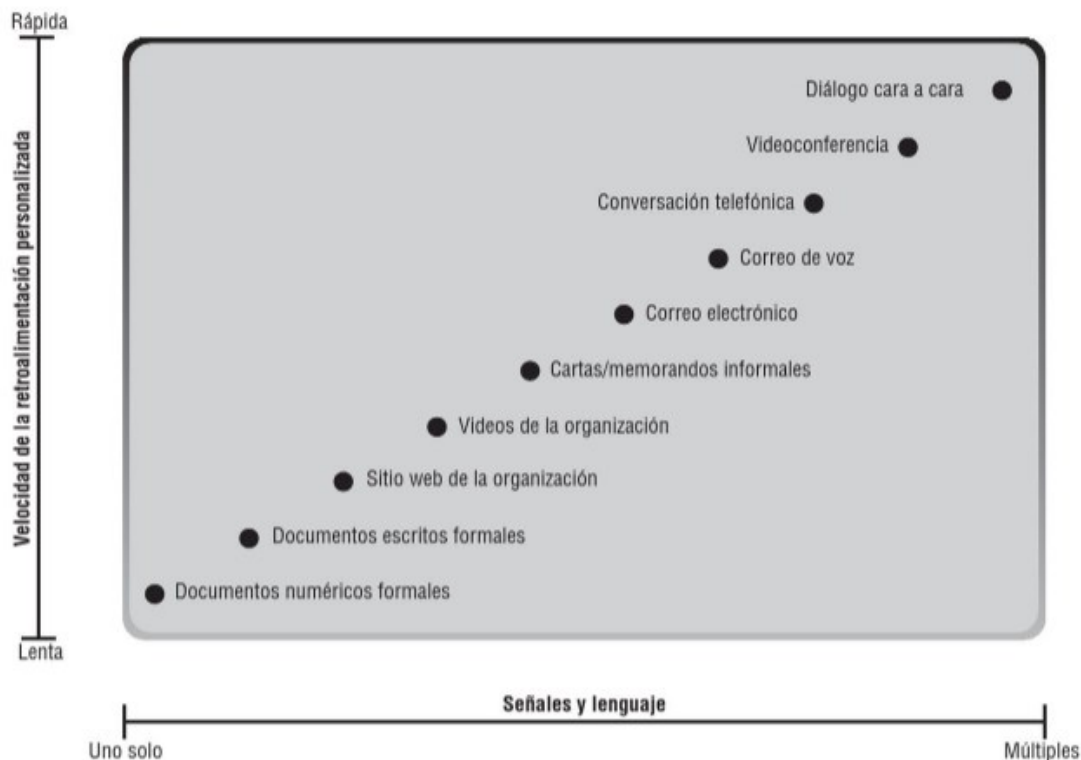 Rápida
Velocidad de la retroalimentación personalizada
Diálogo cara a cara
Videoconferencia
Conversación telefónica
Correo de voz
Correo electrónico
Cartas/memorandos informales
Videos de la organización
Sitio web de la organización
Documentos escritos formales
Documentos numéricos formales
Lenta
Señales y lenguaje
Uno solo
Múltiples